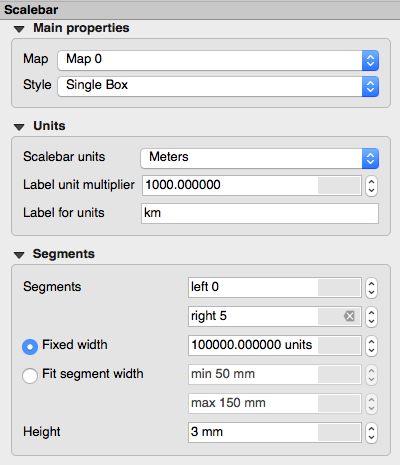 Scalebar
Main properties
Map Map 0
Style Single Box
Units
Scalebar units Meters
Label unit multiplier 1000.000000
Label for units km
Segments
Segments left 0
right 5
Fixed width 100000.000000 units
Fit segment width min 50 mm
max 150 mm
Height 3 mm